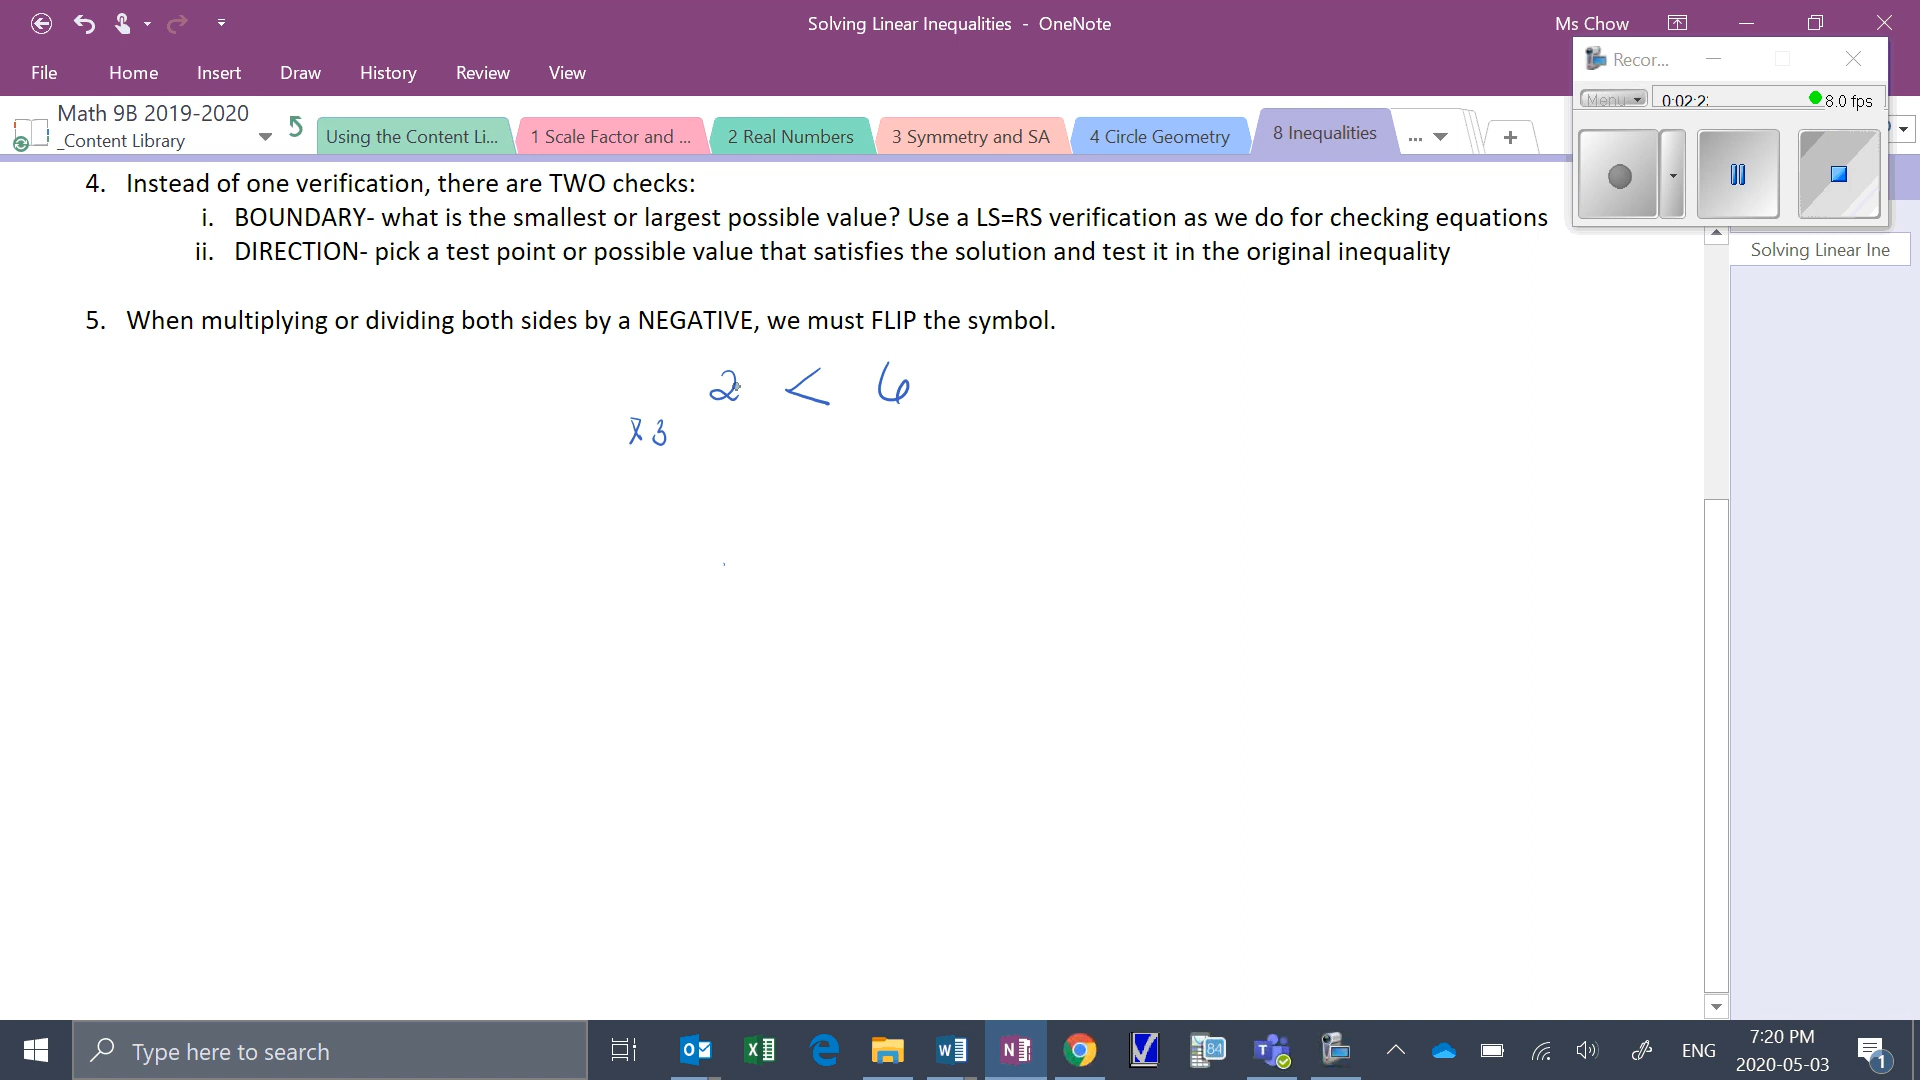 Solving Linear Inequalities - OneNote
Ms Chow
File Home Insert Draw History Review View
Recor...
Menu 0:02:2 8.0 fps
Math 9B 2019-2020
_Content Library
Using the Content Li...
1 Scale Factor and ...
2 Real Numbers
3 Symmetry and SA
4 Circle Geometry
8 Inequalities
...
+
Solving Linear Ine
4. Instead of one verification, there are TWO checks:
i. BOUNDARY- what is the smallest or largest possible value? Use a LS=RS verification as we do for checking equations
ii. DIRECTION- pick a test point or possible value that satisfies the solution and test it in the original inequality
5. When multiplying or dividing both sides by a NEGATIVE, we must FLIP the symbol.
2 < 6
×3
Type here to search
84
ENG
7:20 PM
2020-05-03
1